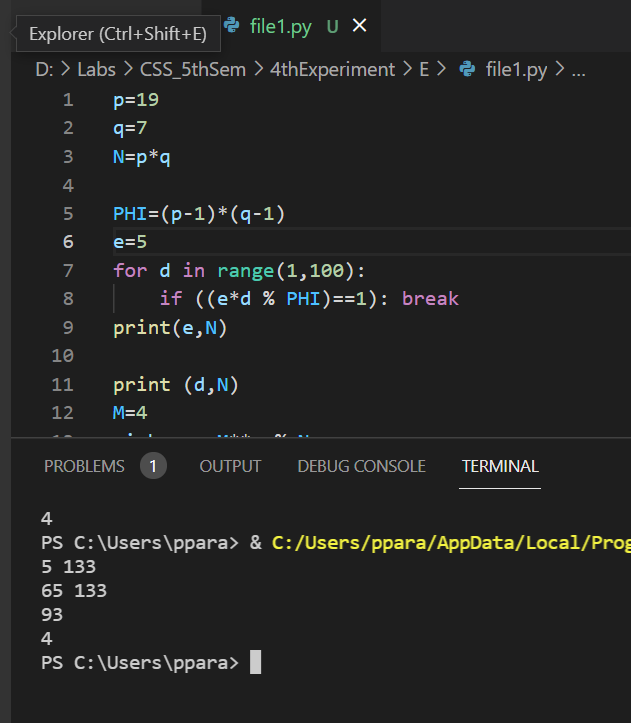 Explorer (Ctrl+Shift+E)
file1.py U ×
D: > Labs > CSS_5thSem > 4thExperiment > E > file1.py > ...
1 p=19
2 q=7
3 N=p*q
4
5 PHI=(p-1)*(q-1)
6 e=5
7 for d in range(1,100):
8 if ((e*d % PHI)==1): break
9 print(e,N)
10
11 print (d,N)
12 M=4
PROBLEMS 1 OUTPUT DEBUG CONSOLE TERMINAL
4
PS C:\Users\ppara> & C:/Users/ppara/AppData/Local/Prog
5 133
65 133
93
4
PS C:\Users\ppara>